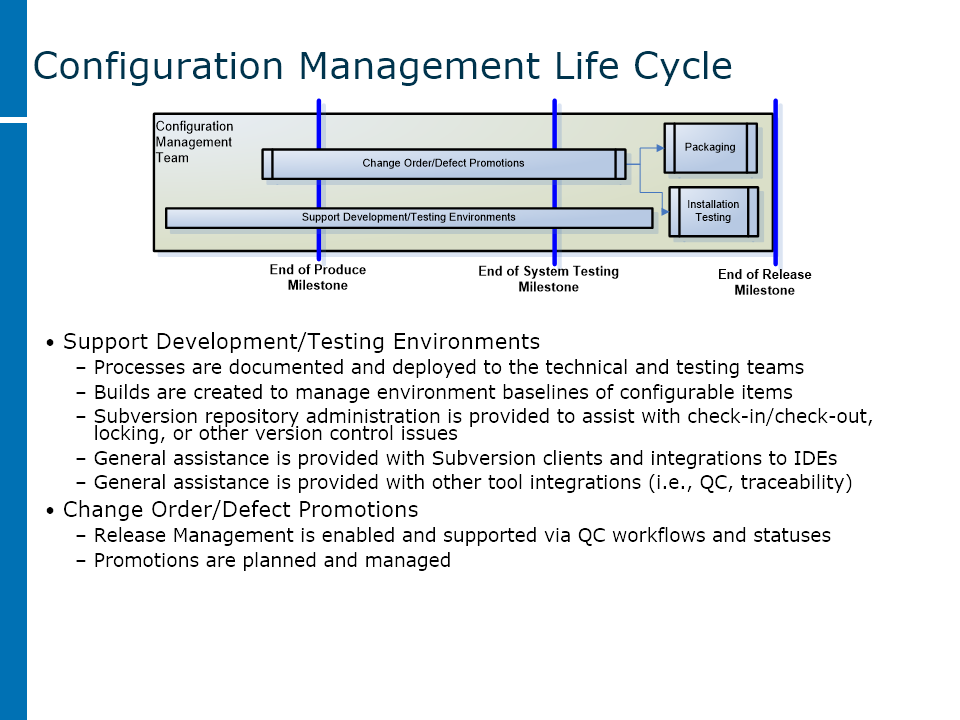 Configuration Management Life Cycle
Configuration
Management
Team
Change Order/Defect Promotions
Packaging
Installation
Testing
Support Development/Testing Environments
End of Produce
Milestone
End of System Testing
Milestone
End of Release
Milestone
• Support Development/Testing Environments
– Processes are documented and deployed to the technical and testing teams
– Builds are created to manage environment baselines of configurable items
– Subversion repository administration is provided to assist with check-in/check-out,
locking, or other version control issues
– General assistance is provided with Subversion clients and integrations to IDEs
– General assistance is provided with other tool integrations (i.e., QC, traceability)
• Change Order/Defect Promotions
– Release Management is enabled and supported via QC workflows and statuses
– Promotions are planned and managed